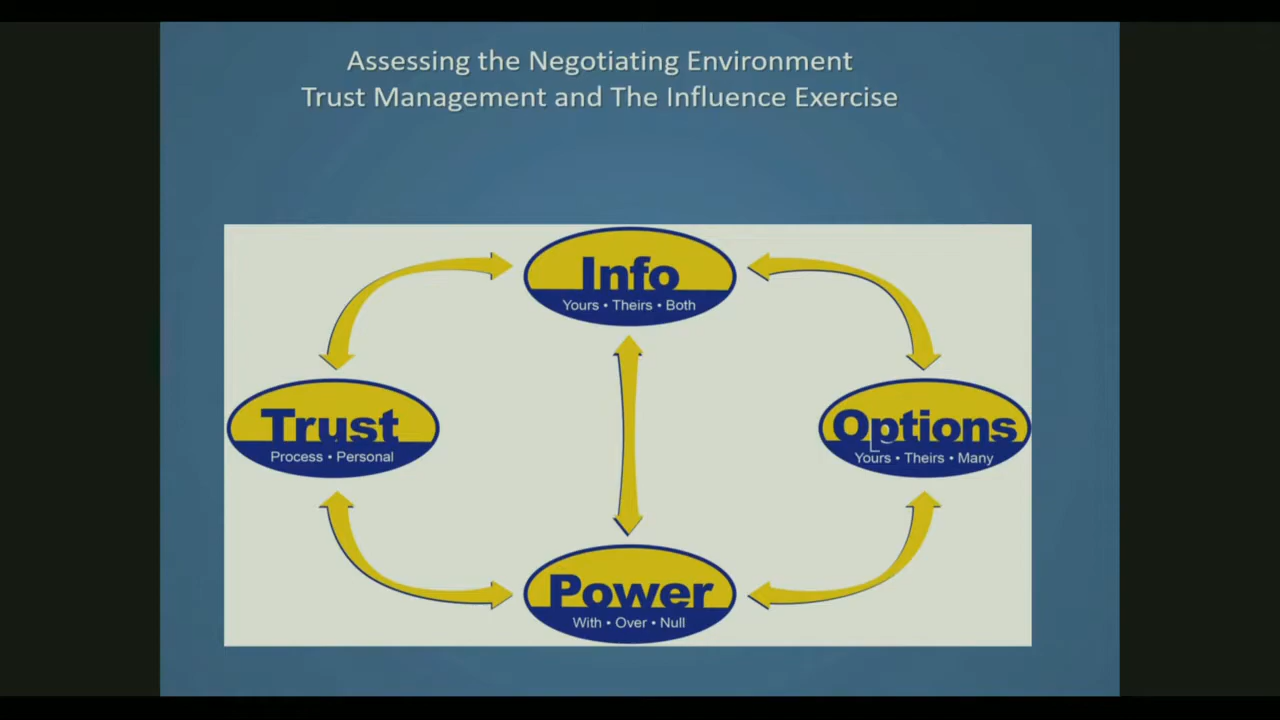 Assessing the Negotiating Environment
Trust Management and The Influence Exercise
Info
Yours • Theirs • Both
Trust
Process • Personal
Options
Yours • Theirs • Many
Power
With • Over • Null